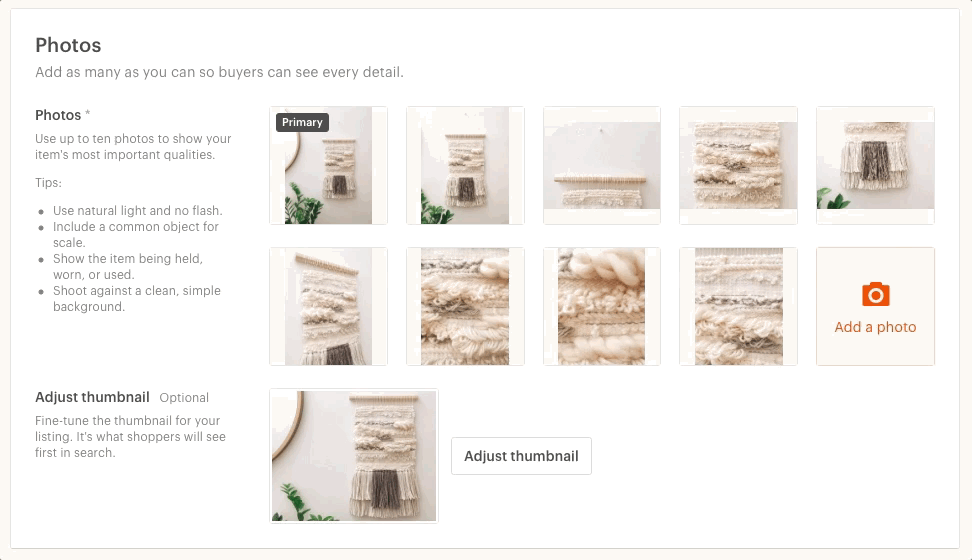 Photos
Add as many as you can so buyers can see every detail.
Photos *
Use up to ten photos to show your
item's most important qualities.
Tips:
• Use natural light and no flash.
• Include a common object for
scale.
• Show the item being held,
worn, or used.
• Shoot against a clean, simple
background.
Primary
Add a photo
Adjust thumbnail Optional
Fine-tune the thumbnail for your
listing. It's what shoppers will see
first in search.
Adjust thumbnail